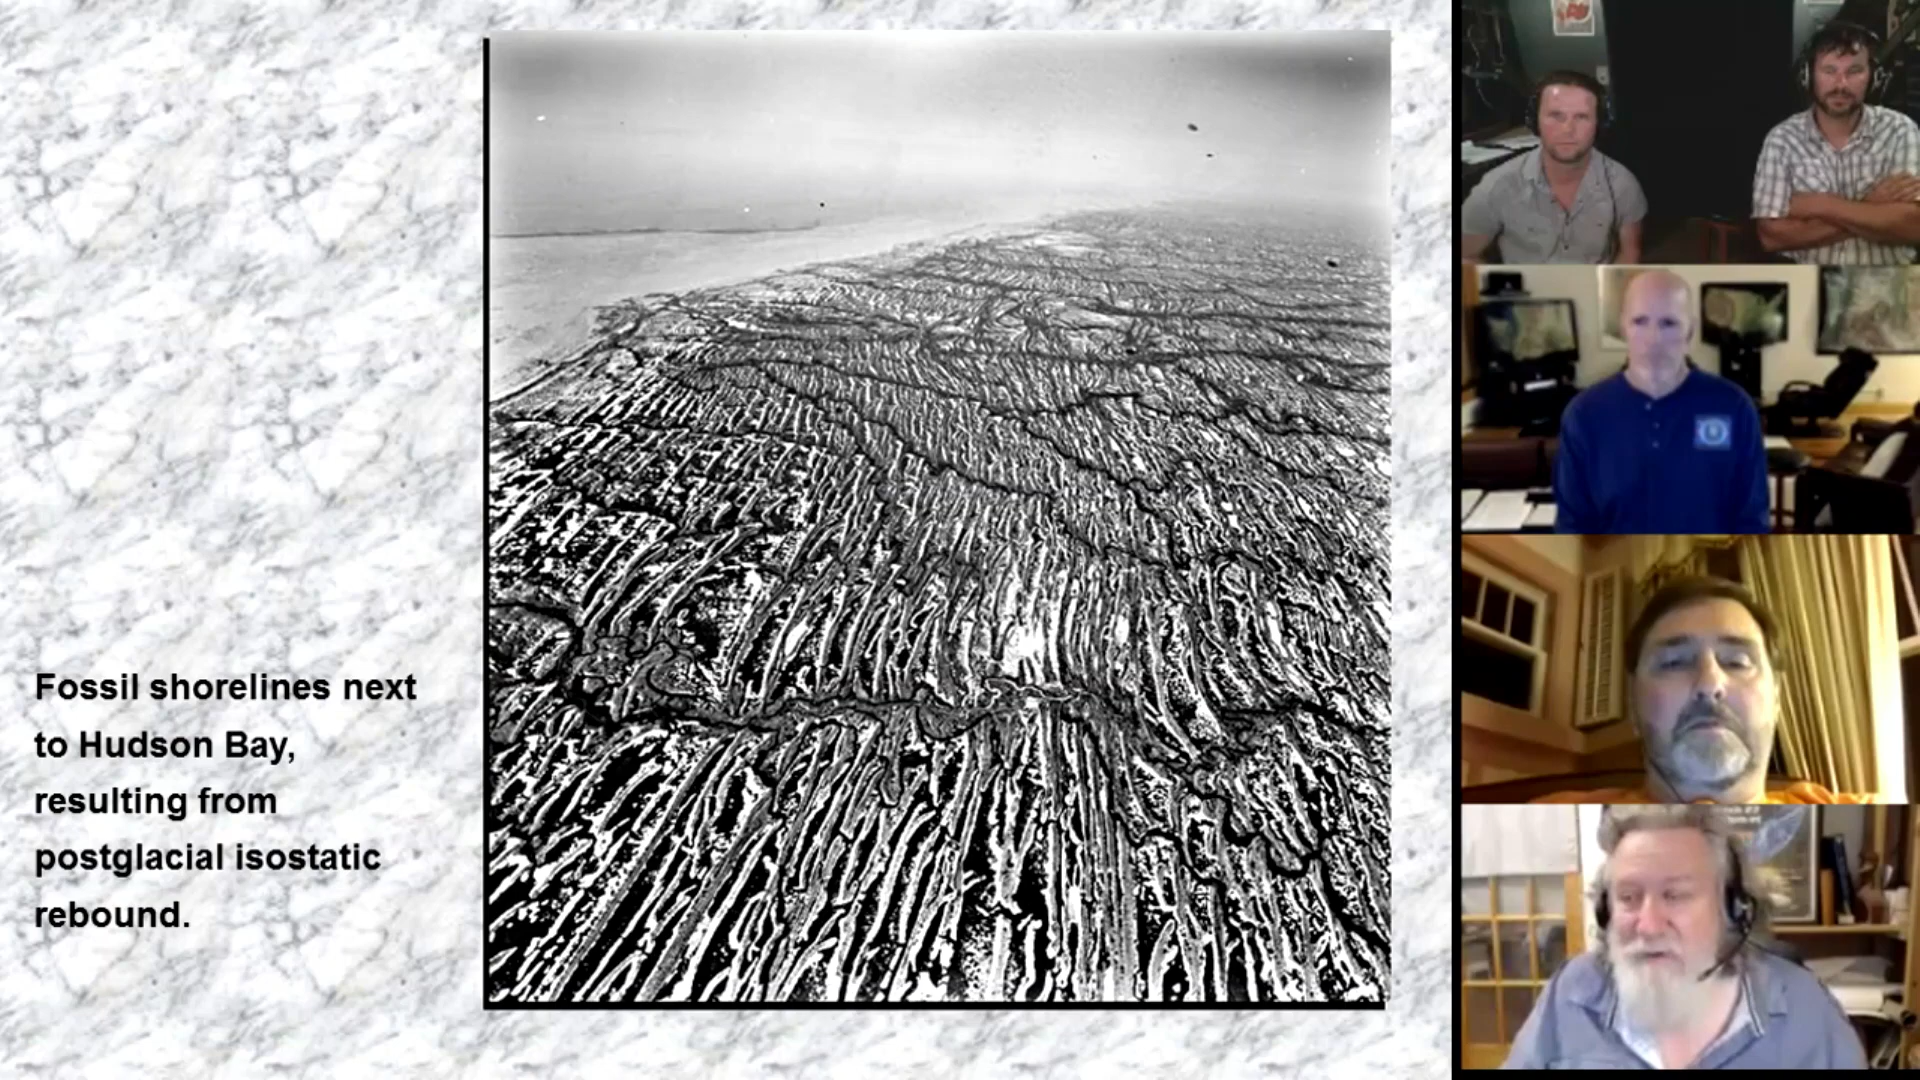 Fossil shorelines next
to Hudson Bay,
resulting from
postglacial isostatic
rebound.